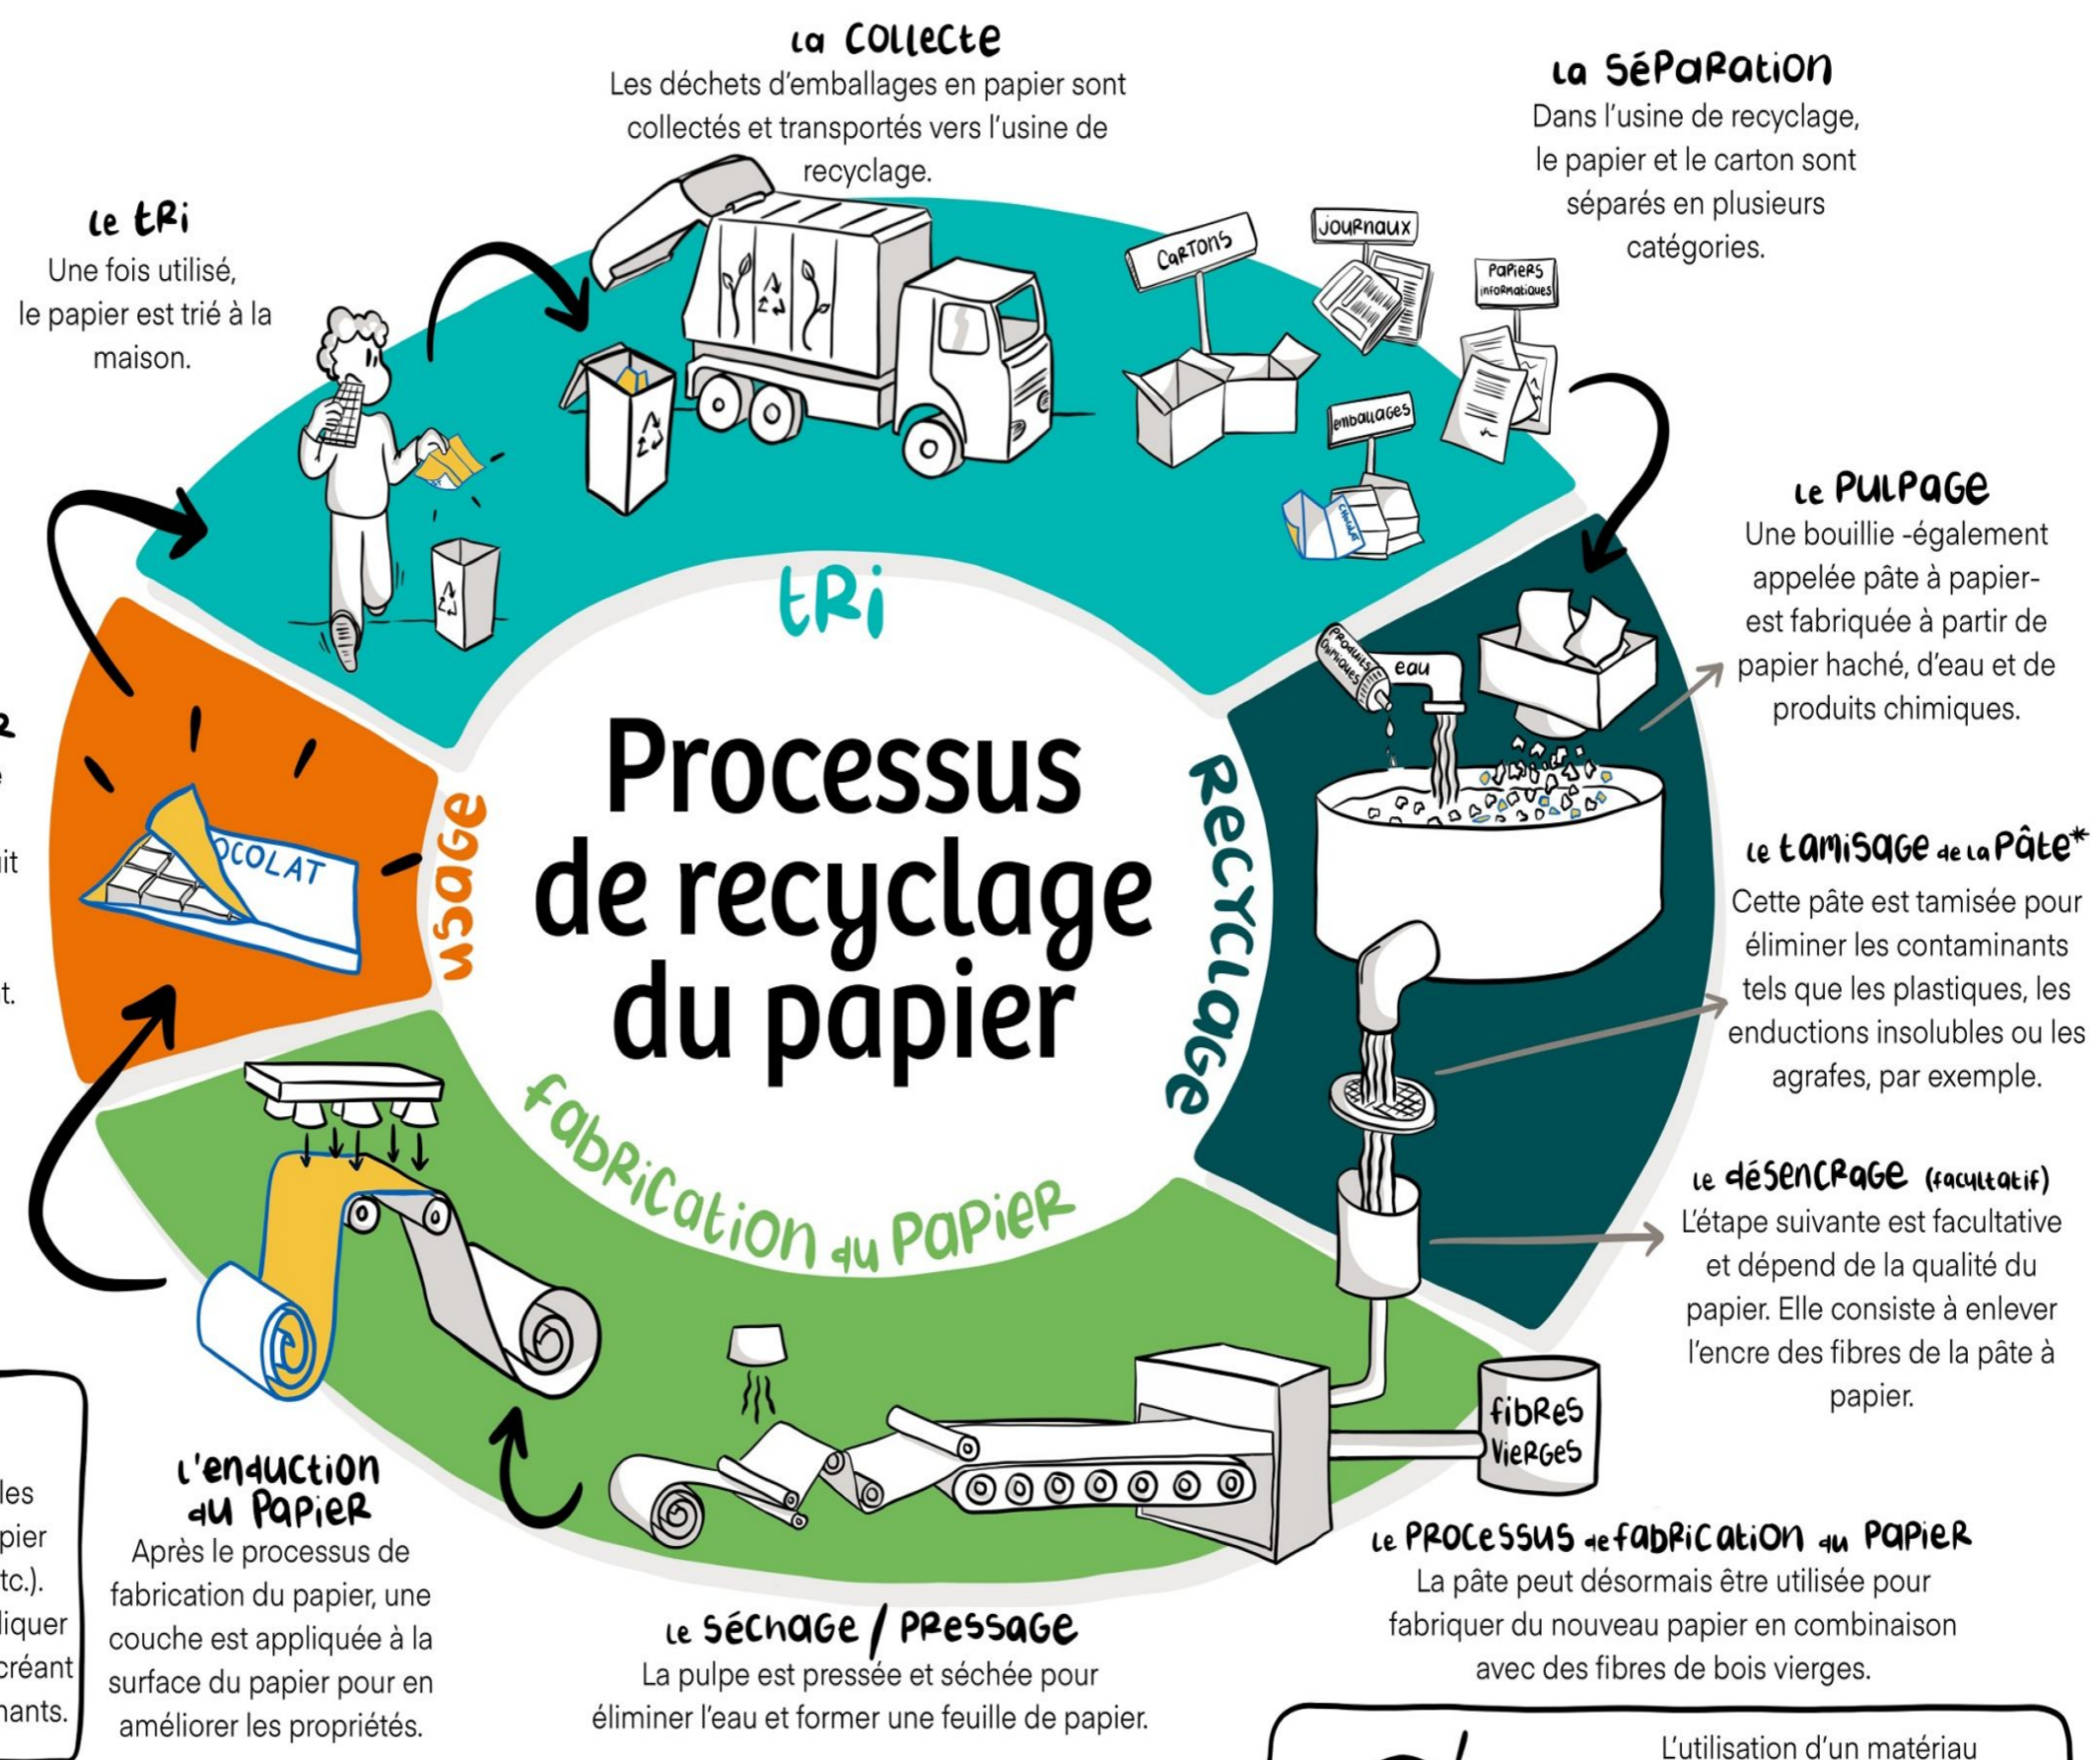 la collecte
Les déchets d'emballages en papier sont
collectés et transportés vers l'usine de
recyclage.
la séparation
Dans l'usine de recyclage,
le papier et le carton sont
séparés en plusieurs
catégories.
le tri
Une fois utilisé,
le papier est trié à la
maison.
cartons
journaux
papiers
informatiques
emballages
chocolat
tri
le pulpage
Une bouillie -également
appelée pâte à papier-
est fabriquée à partir de
papier haché, d'eau et de
produits chimiques.
produits
chimiques
eau
OCOLAT
usage
Processus
de recyclage
du papier
recyclage
le tamisage de la pâte*
Cette pâte est tamisée pour
éliminer les contaminants
tels que les plastiques, les
enductions insolubles ou les
agrafes, par exemple.
fabrication du papier
le désencrage (facultatif)
L'étape suivante est facultative
et dépend de la qualité du
papier. Elle consiste à enlever
l'encre des fibres de la pâte à
papier.
fibres
vierges
l'enduction
du papier
Après le processus de
fabrication du papier, une
couche est appliquée à la
surface du papier pour en
améliorer les propriétés.
le séchage / pressage
La pulpe est pressée et séchée pour
éliminer l'eau et former une feuille de papier.
le processus de fabrication du papier
La pâte peut désormais être utilisée pour
fabriquer du nouveau papier en combinaison
avec des fibres de bois vierges.
it
t.
les
pier
tc.).
liquer
créant
nants.
L'utilisation d'un matériau